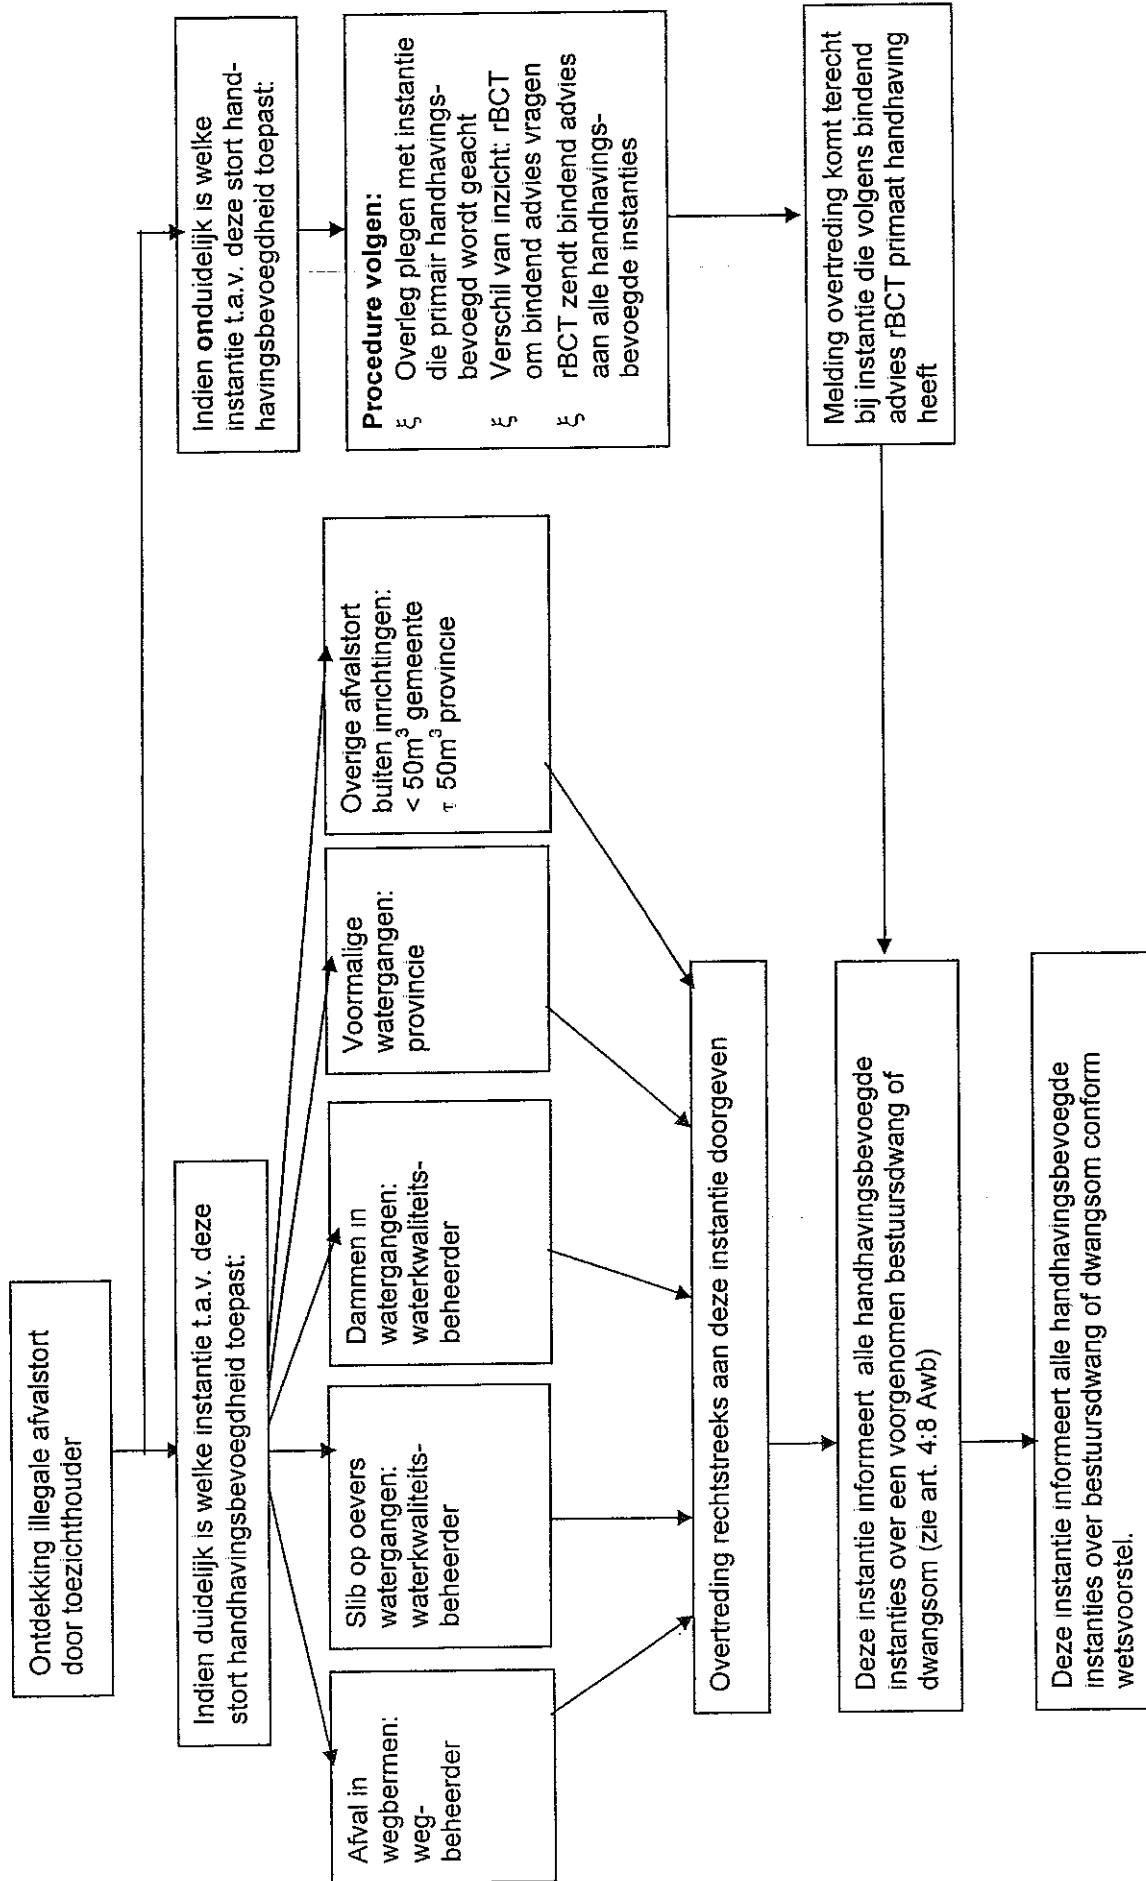 Ontdekking illegale afvalstort
door toezichthouder
Indien duidelijk is welke instantie t.a.v. deze
stort handhavingsbevoegdheid toepast:
Indien onduidelijk is welke
instantie t.a.v. deze stort hand-
havingsbevoegdheid toepast:
Afval in
wegbermen:
weg-
beheerder
Slib op oevers
watergangen:
waterkwaliteits-
beheerder
Dammen in
watergangen:
waterkwaliteits-
beheerder
Voormalige
watergangen:
provincie
Overige afvalstort
buiten inrichtingen:
< 50m³ gemeente
τ 50m³ provincie
Procedure volgen:
ξ Overleg plegen met instantie
die primair handhavings-
bevoegd wordt geacht
ξ Verschil van inzicht: rBCT
om bindend advies vragen
ξ rBCT zendt bindend advies
aan alle handhavings-
bevoegde instanties
Overtreding rechtstreeks aan deze instantie doorgeven
Melding overtreding komt terecht
bij instantie die volgens bindend
advies rBCT primaat handhaving
heeft
Deze instantie informeert alle handhavingsbevoegde
instanties over een voorgenomen bestuursdwang of
dwangsom (zie art. 4:8 Awb)
Deze instantie informeert alle handhavingsbevoegde
instanties over bestuursdwang of dwangsom conform
wetsvoorstel.